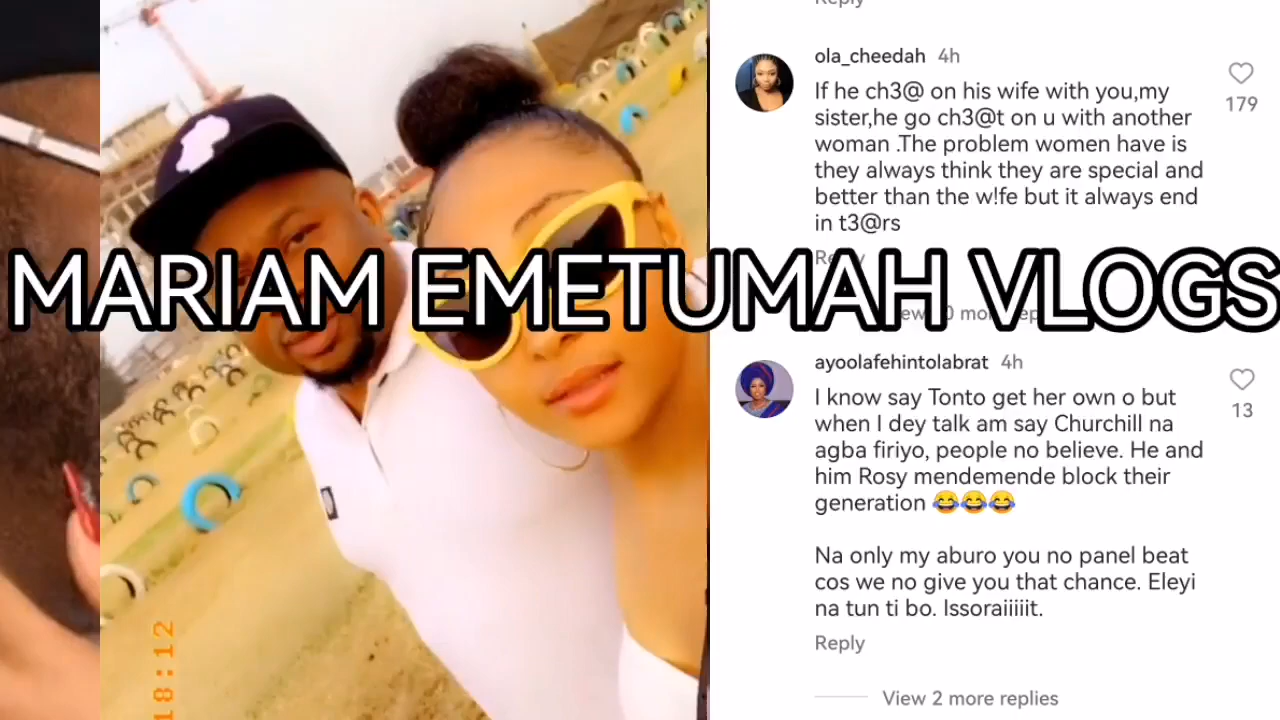 Reply
ola_cheedah 4h
If he ch3@ on his wife with you,my
sister,he go ch3@t on u with another
woman .The problem women have is
they always think they are special and
better than the w!fe but it always end
in t3@rs
179
Reply
MARIAM EMETUMAH VLOGS
ayoolafehintolabrat 4h
I know say Tonto get her own o but
when I dey talk am say Churchill na
agba firiyo, people no believe. He and
him Rosy mendemende block their
generation 😂😂😂
13
Na only my aburo you no panel beat
cos we no give you that chance. Eleyi
na tun ti bo. Issoraiiiiit.
Reply
View 2 more replies
18:12